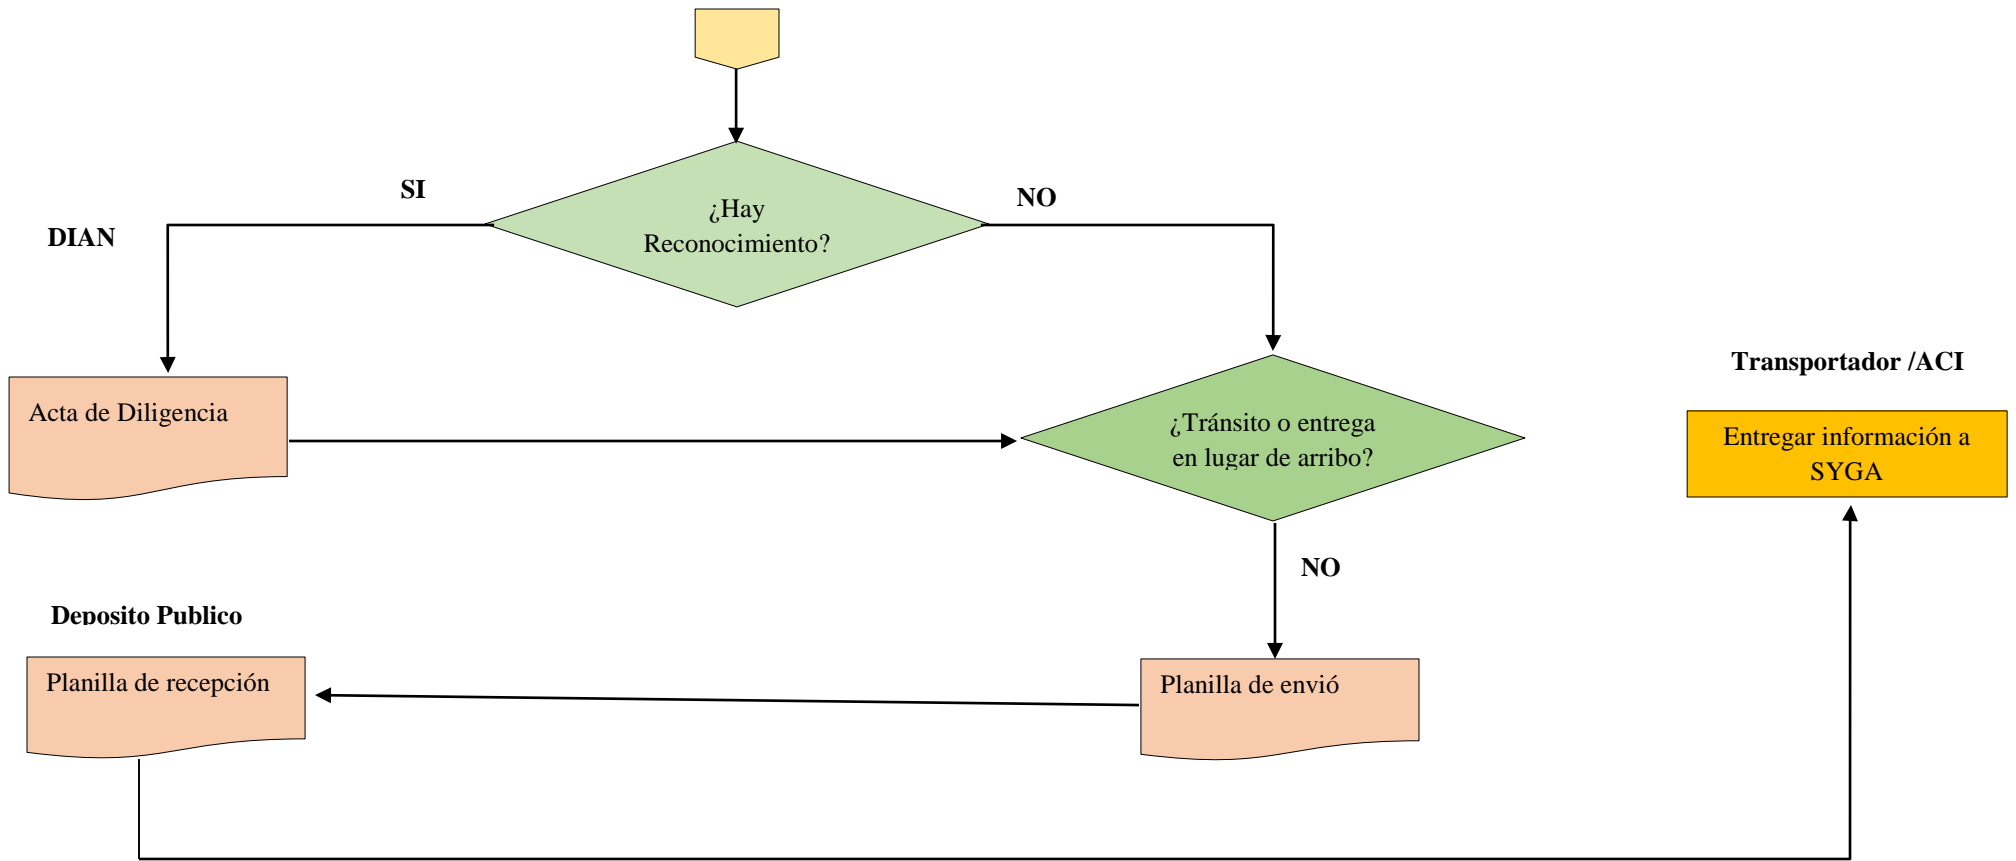 SI
NO
DIAN
¿Hay
Reconocimiento?
Transportador /ACI
Acta de Diligencia
¿Tránsito o entrega
en lugar de arribo?
Entregar información a
SYGA
NO
Deposito Publico
Planilla de recepción
Planilla de envió